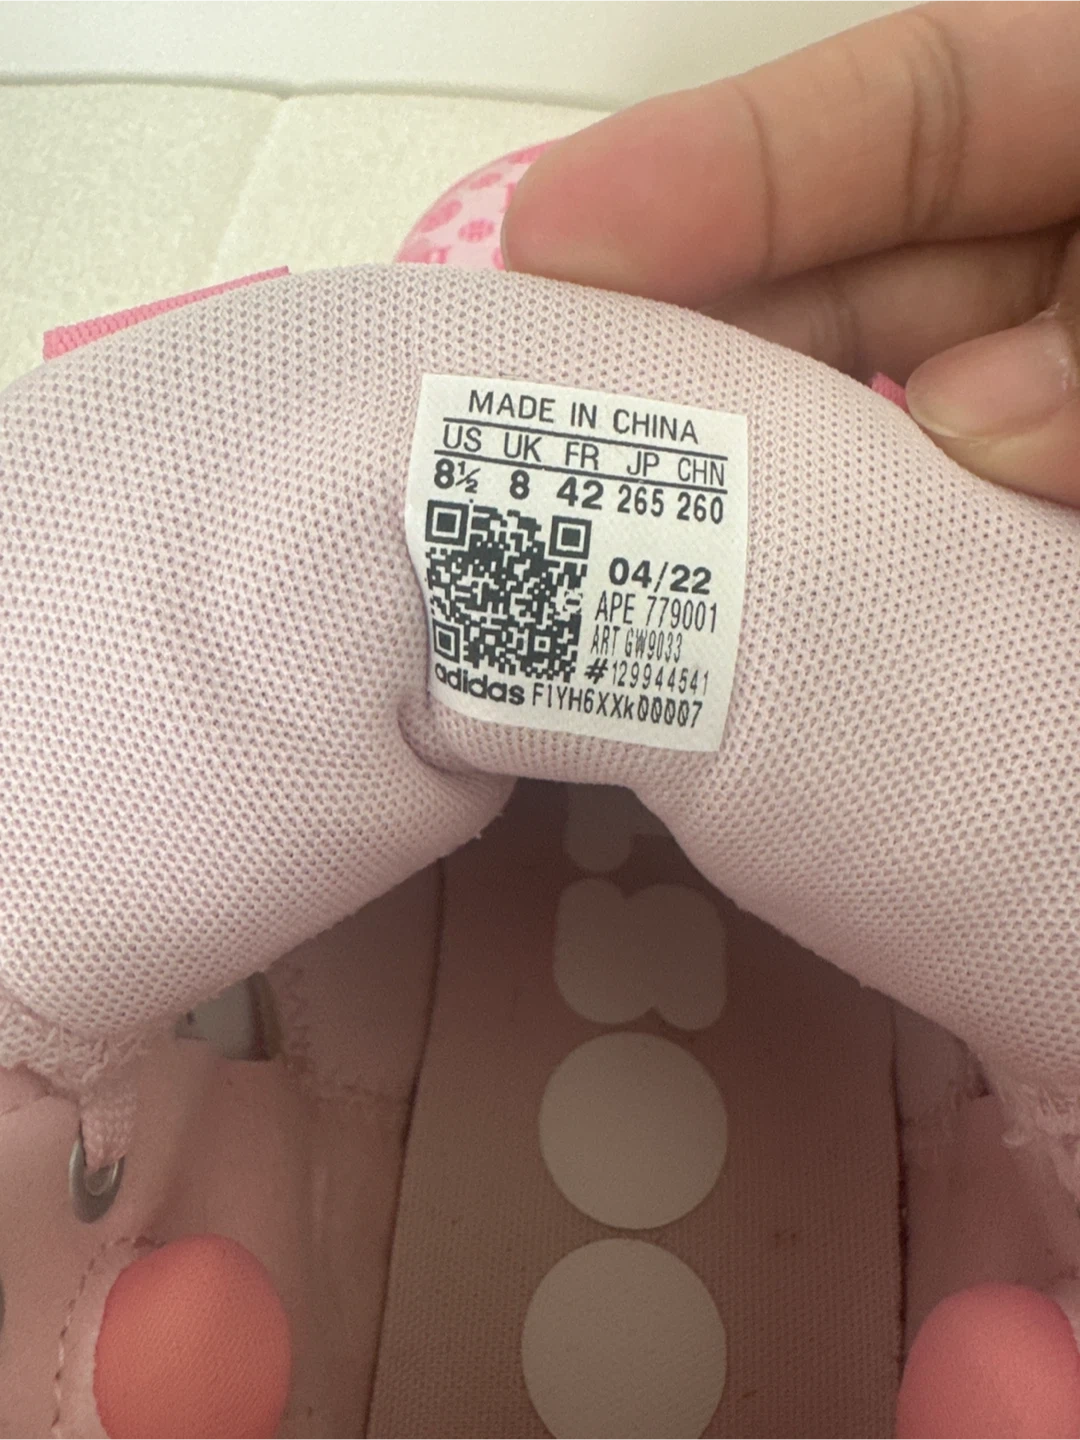 MADE IN CHINA
US UK FR JP CHN
8½ 8 42 265 260
04/22
APE 779001
ART GW9033
#129944541
adidas F1YH6XXk00007